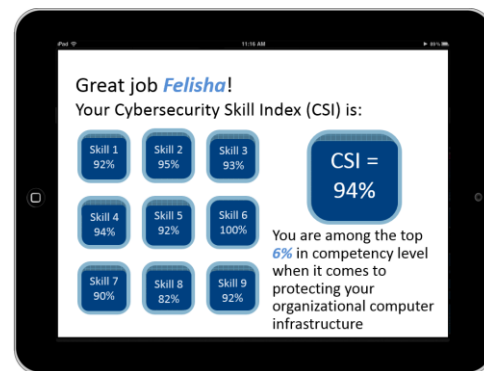 iPad
11:16 AM
Great job Felisha!
Your Cybersecurity Skill Index (CSI) is:
Skill 1
92%
Skill 2
95%
Skill 3
93%
CSI =
94%
Skill 4
94%
Skill 5
92%
Skill 6
100%
You are among the top
6% in competency level
when it comes to
protecting your
organizational computer
infrastructure
Skill 7
90%
Skill 8
82%
Skill 9
92%